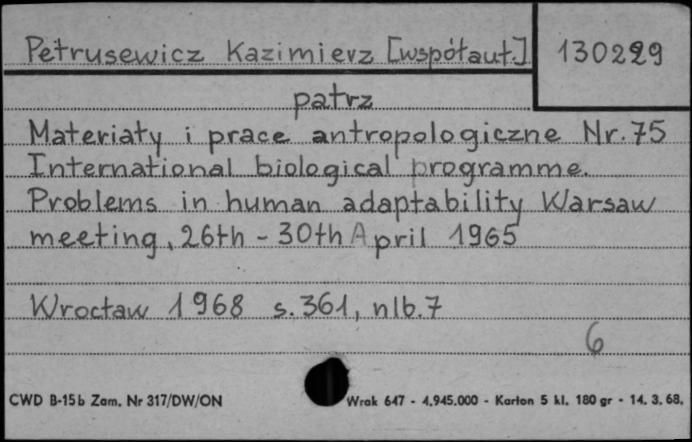 Petrusewicz Kazimierz [współaut.]
130229
patrz
Materiały i prace antropologiczne Nr. 75
International biological programme.
Problems in human adaptability Warsaw
meeting, 26th - 30th April 1965
Wrocław 1968 s. 361, nlb. 7
6
CWD B-15b Zam. Nr 317/DW/ON
Wrak 647 - 4.945.000 - Karton 5 kl. 180 gr - 14. 3. 68.